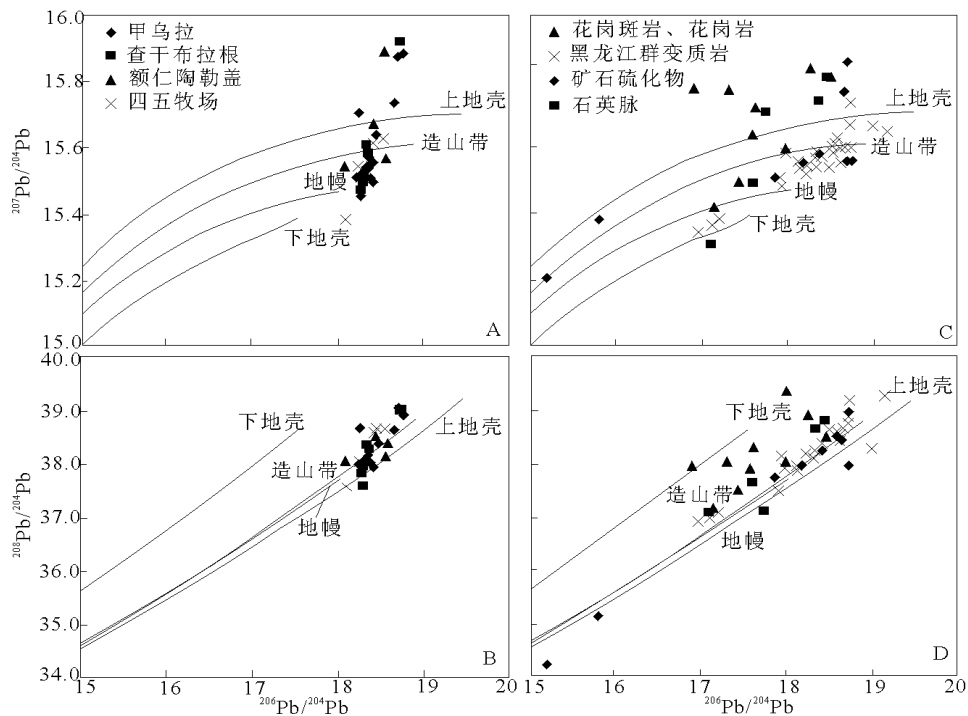 16.0
15.8
15.6
15.4
15.2
15.0
²⁰⁷Pb/²⁰⁴Pb
甲乌拉
查干布拉根
额仁陶勒盖
四五牧场
上地壳
造山带
地幔
下地壳
A
花岗斑岩、花岗岩
黑龙江群变质岩
矿石硫化物
石英脉
上地壳
造山带
地幔
下地壳
C
40.0
39.0
38.0
37.0
36.0
35.0
34.0
²⁰⁸Pb/²⁰⁴Pb
下地壳
上地壳
造山带
地幔
B
15 16 17 18 19 20
²⁰⁶Pb/²⁰⁴Pb
下地壳
上地壳
造山带
地幔
D
15 16 17 18 19 20
²⁰⁶Pb/²⁰⁴Pb